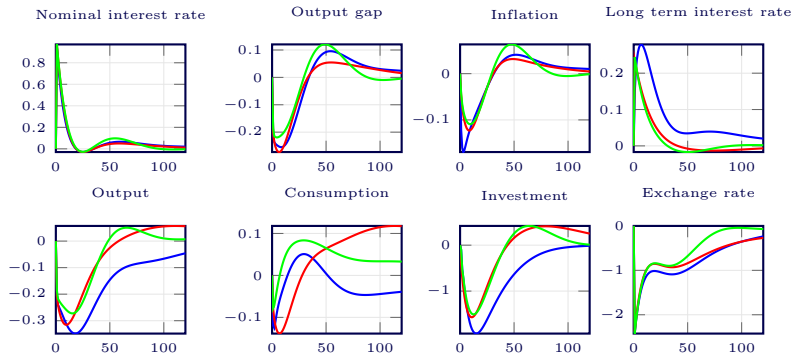 Nominal interest rate
Output gap
Inflation
Long term interest rate
0.8
0.6
0.4
0.2
0
0 50 100
0.1
0
−0.1
−0.2
0 50 100
0
−0.1
0 50 100
0.2
0.1
0
0 50 100
Output
Consumption
Investment
Exchange rate
0
−0.1
−0.2
−0.3
0 50 100
0.1
0
−0.1
0 50 100
0
−1
0 50 100
0
−1
−2
0 50 100